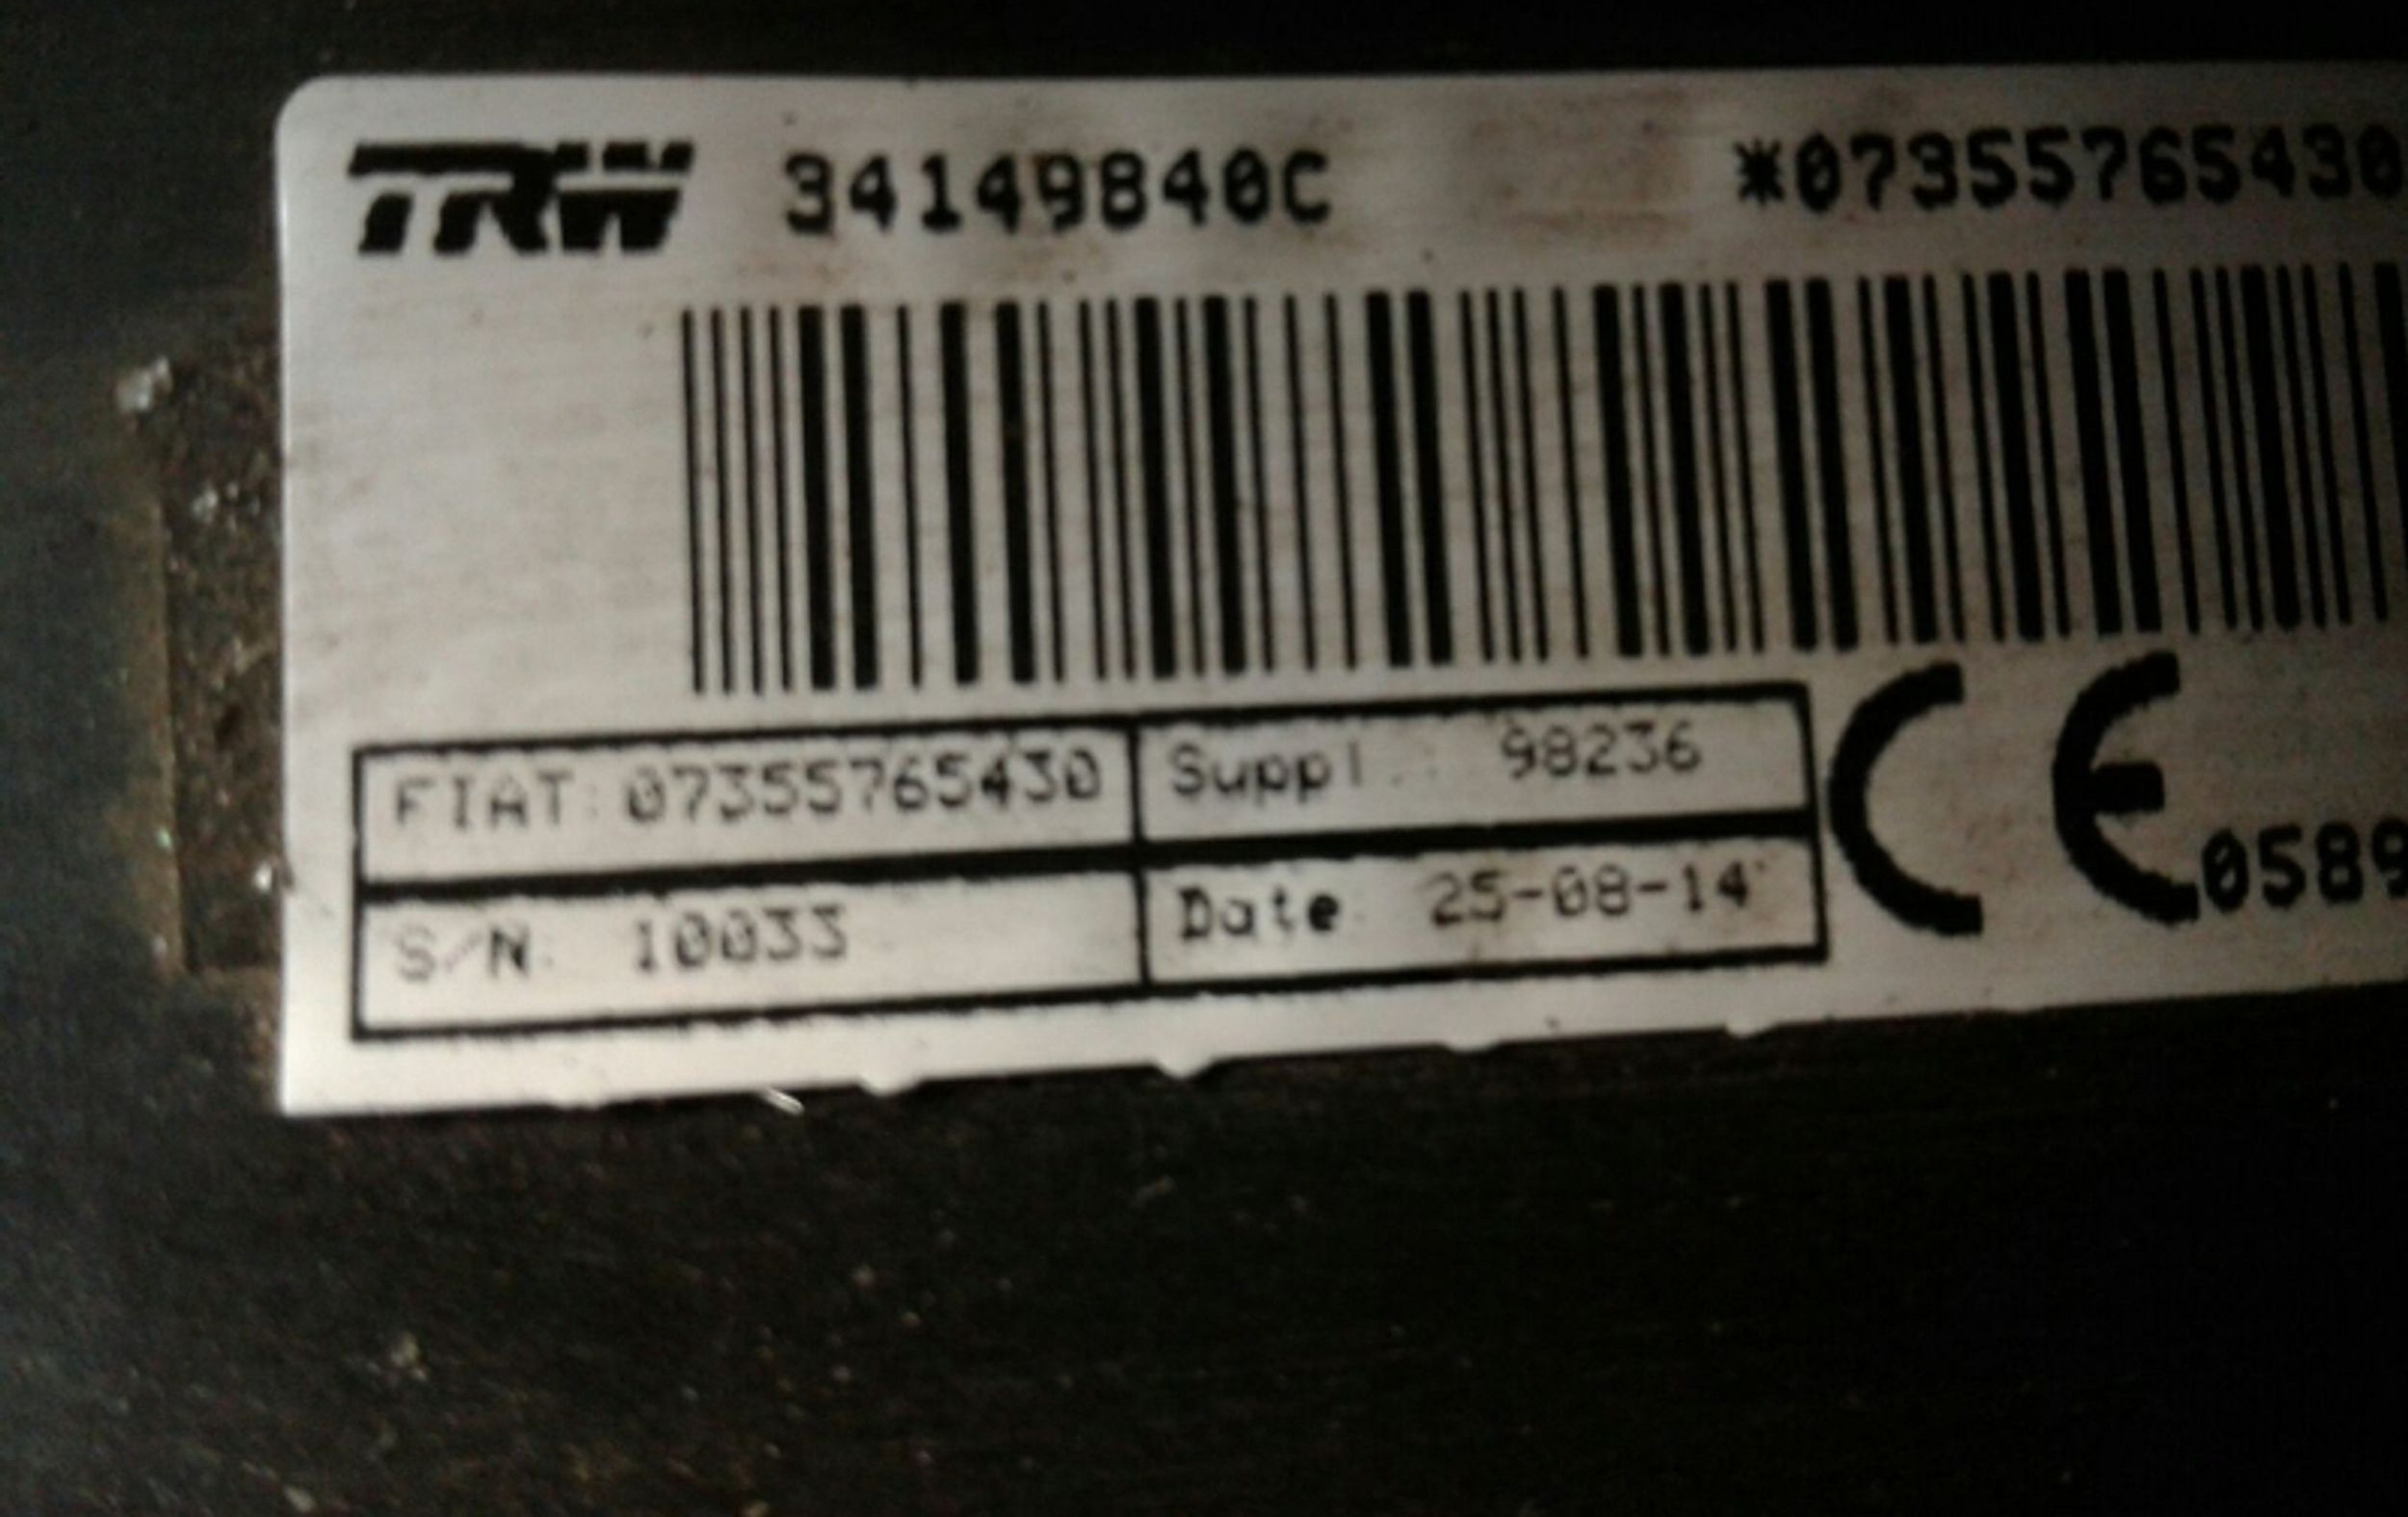 TRW 34149840C *07355765430
FIAT: 07355765430 Suppl.: 98236
CE 0589
S/N: 10033 Date: 25-08-14